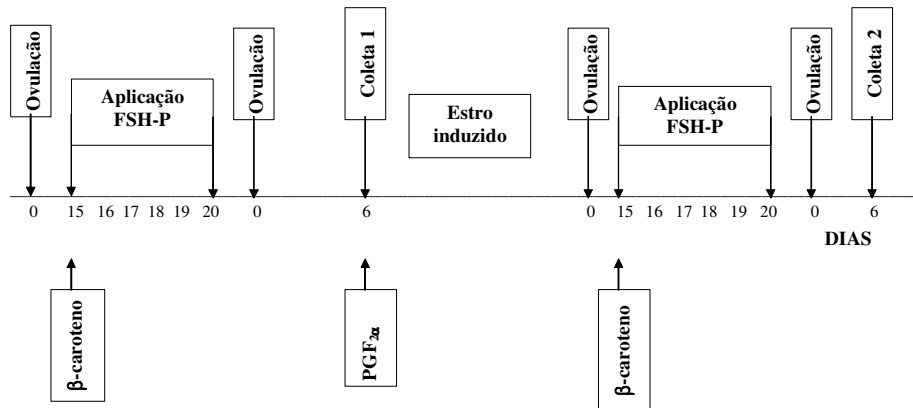 Ovulação
Aplicação
FSH-P
Ovulação
Coleta 1
Estro
induzido
Ovulação
Aplicação
FSH-P
Ovulação
Coleta 2
0 15 16 17 18 19 20 0 6 0 15 16 17 18 19 20 0 6
DIAS
β-caroteno
PGF2α
β-caroteno